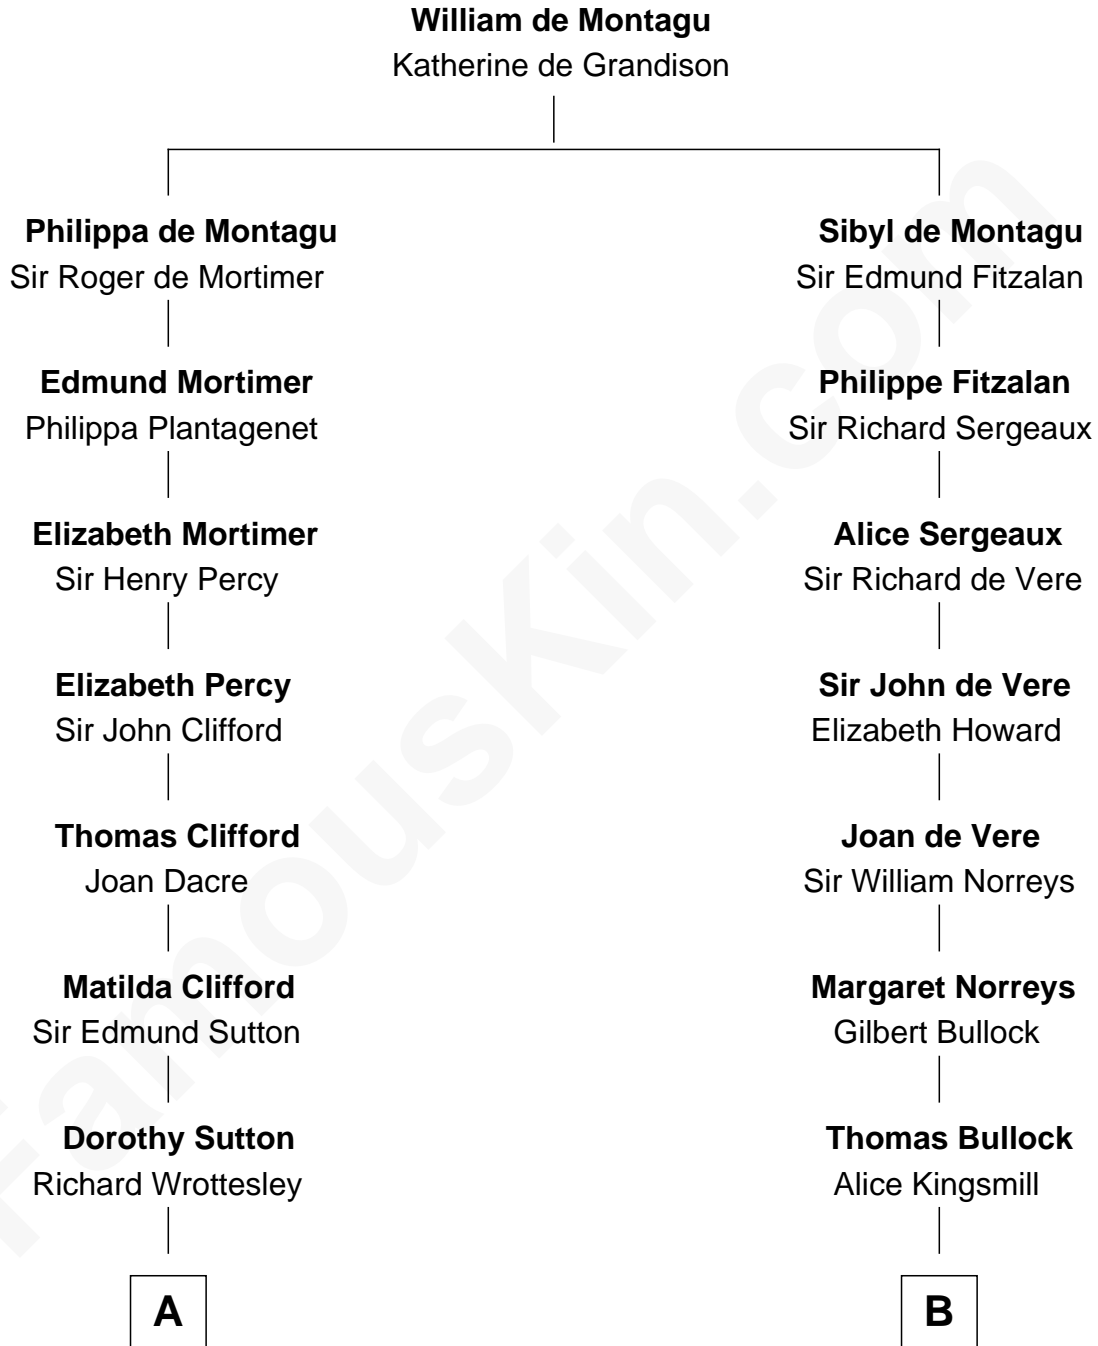 William de Montagu
Katherine de Grandison
Philippa de Montagu
Sir Roger de Mortimer
Sibyl de Montagu
Sir Edmund Fitzalan
Edmund Mortimer
Philippa Plantagenet
Philippe Fitzalan
Sir Richard Sergeaux
Elizabeth Mortimer
Sir Henry Percy
Alice Sergeaux
Sir Richard de Vere
Elizabeth Percy
Sir John Clifford
Sir John de Vere
Elizabeth Howard
Thomas Clifford
Joan Dacre
Joan de Vere
Sir William Norreys
Matilda Clifford
Sir Edmund Sutton
Margaret Norreys
Gilbert Bullock
Dorothy Sutton
Richard Wrottesley
Thomas Bullock
Alice Kingsmill
A
B
FamousKin.com